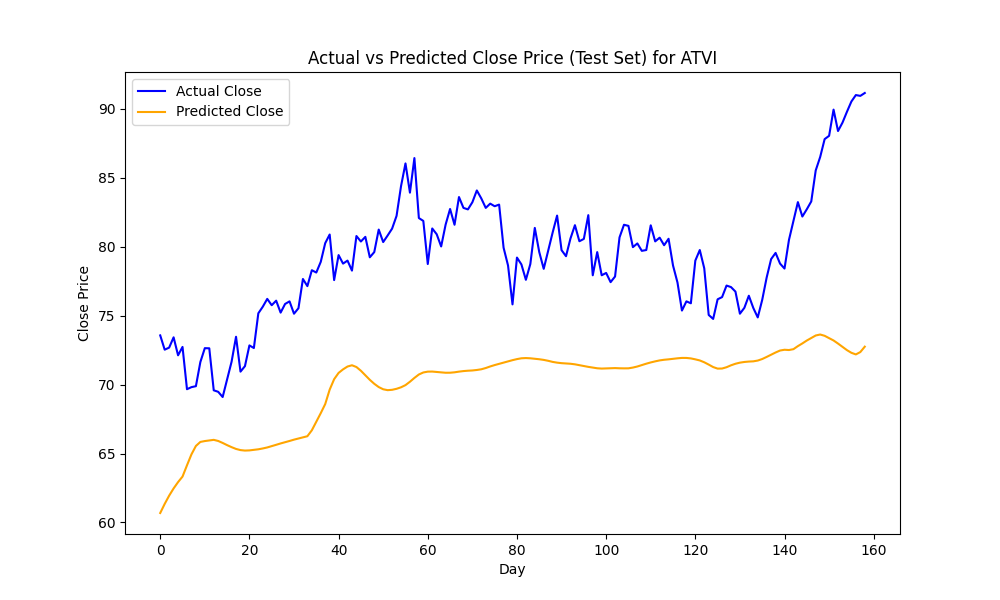 Actual vs Predicted Close Price (Test Set) for ATVI
Actual Close
Predicted Close
90
85
80
75
70
65
60
Close Price
0 20 40 60 80 100 120 140 160
Day